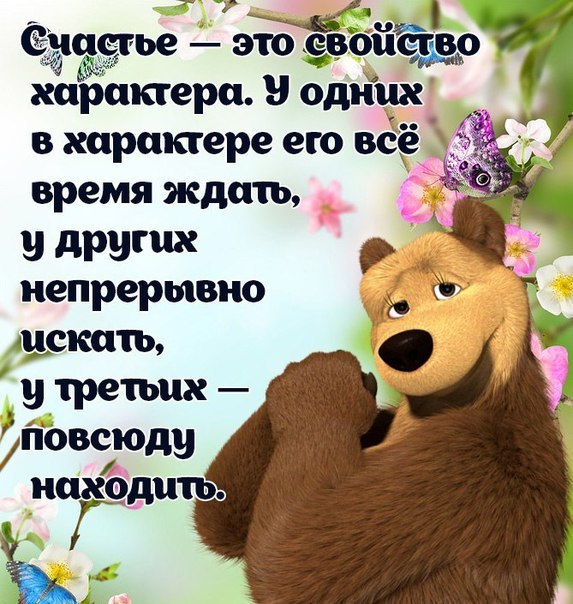 Счастье — это свойство
характера. У одних
в характере его всё
время ждать,
у других
непрерывно
искать,
у третьих —
повсюду
находить.